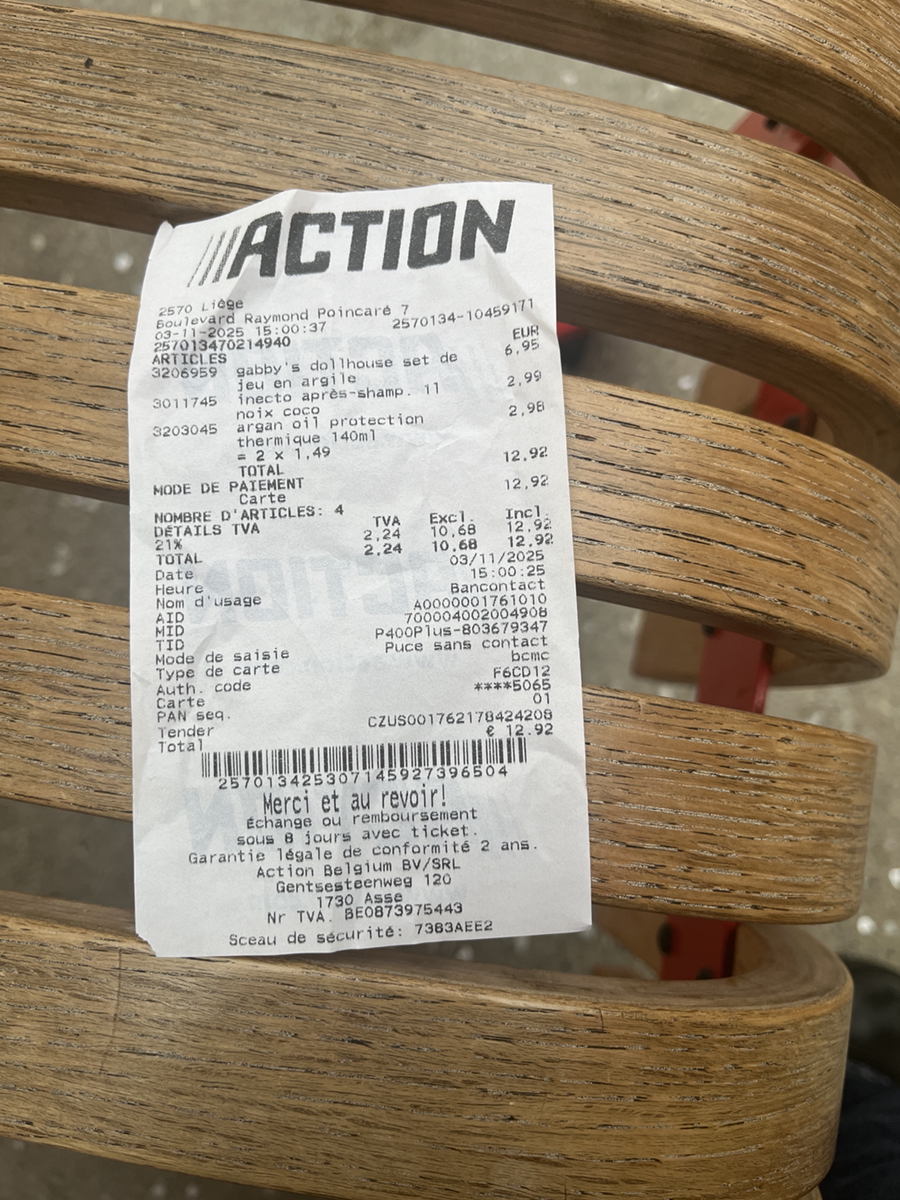 ACTION
2570 Liège
Boulevard Raymond Poincaré 7
03-11-2025 15:00:37 2570134-10459171
257013470214940 EUR
ARTICLES
3206959 gabby's dollhouse set de 6,95
jeu en argile
3011745 inecto après-shamp. 1l 2,99
noix coco
3203045 argan oil protection 2,98
thermique 140ml
= 2 x 1,49
TOTAL 12,92
MODE DE PAIEMENT
Carte 12,92
NOMBRE D'ARTICLES: 4
DÉTAILS TVA TVA Excl. Incl.
21% 2,24 10,68 12,92
TOTAL 2,24 10,68 12,92
Date 03/11/2025
Heure 15:00:25
Nom d'usage Bancontact
AID A0000001761010
MID 700004002004908
TID P400Plus-803679347
Mode de saisie Puce sans contact
Type de carte bcmc
Auth. code F6CD12
Carte ****5065
PAN seq. 01
Tender CZUS001762178424208
Total € 12.92
257013425307145927396504
Merci et au revoir!
Échange ou remboursement
sous 8 jours avec ticket.
Garantie légale de conformité 2 ans.
Action Belgium BV/SRL
Gentsesteenweg 120
1730 Asse
Nr TVA. BE0873975443
Sceau de sécurité: 7383AEE2